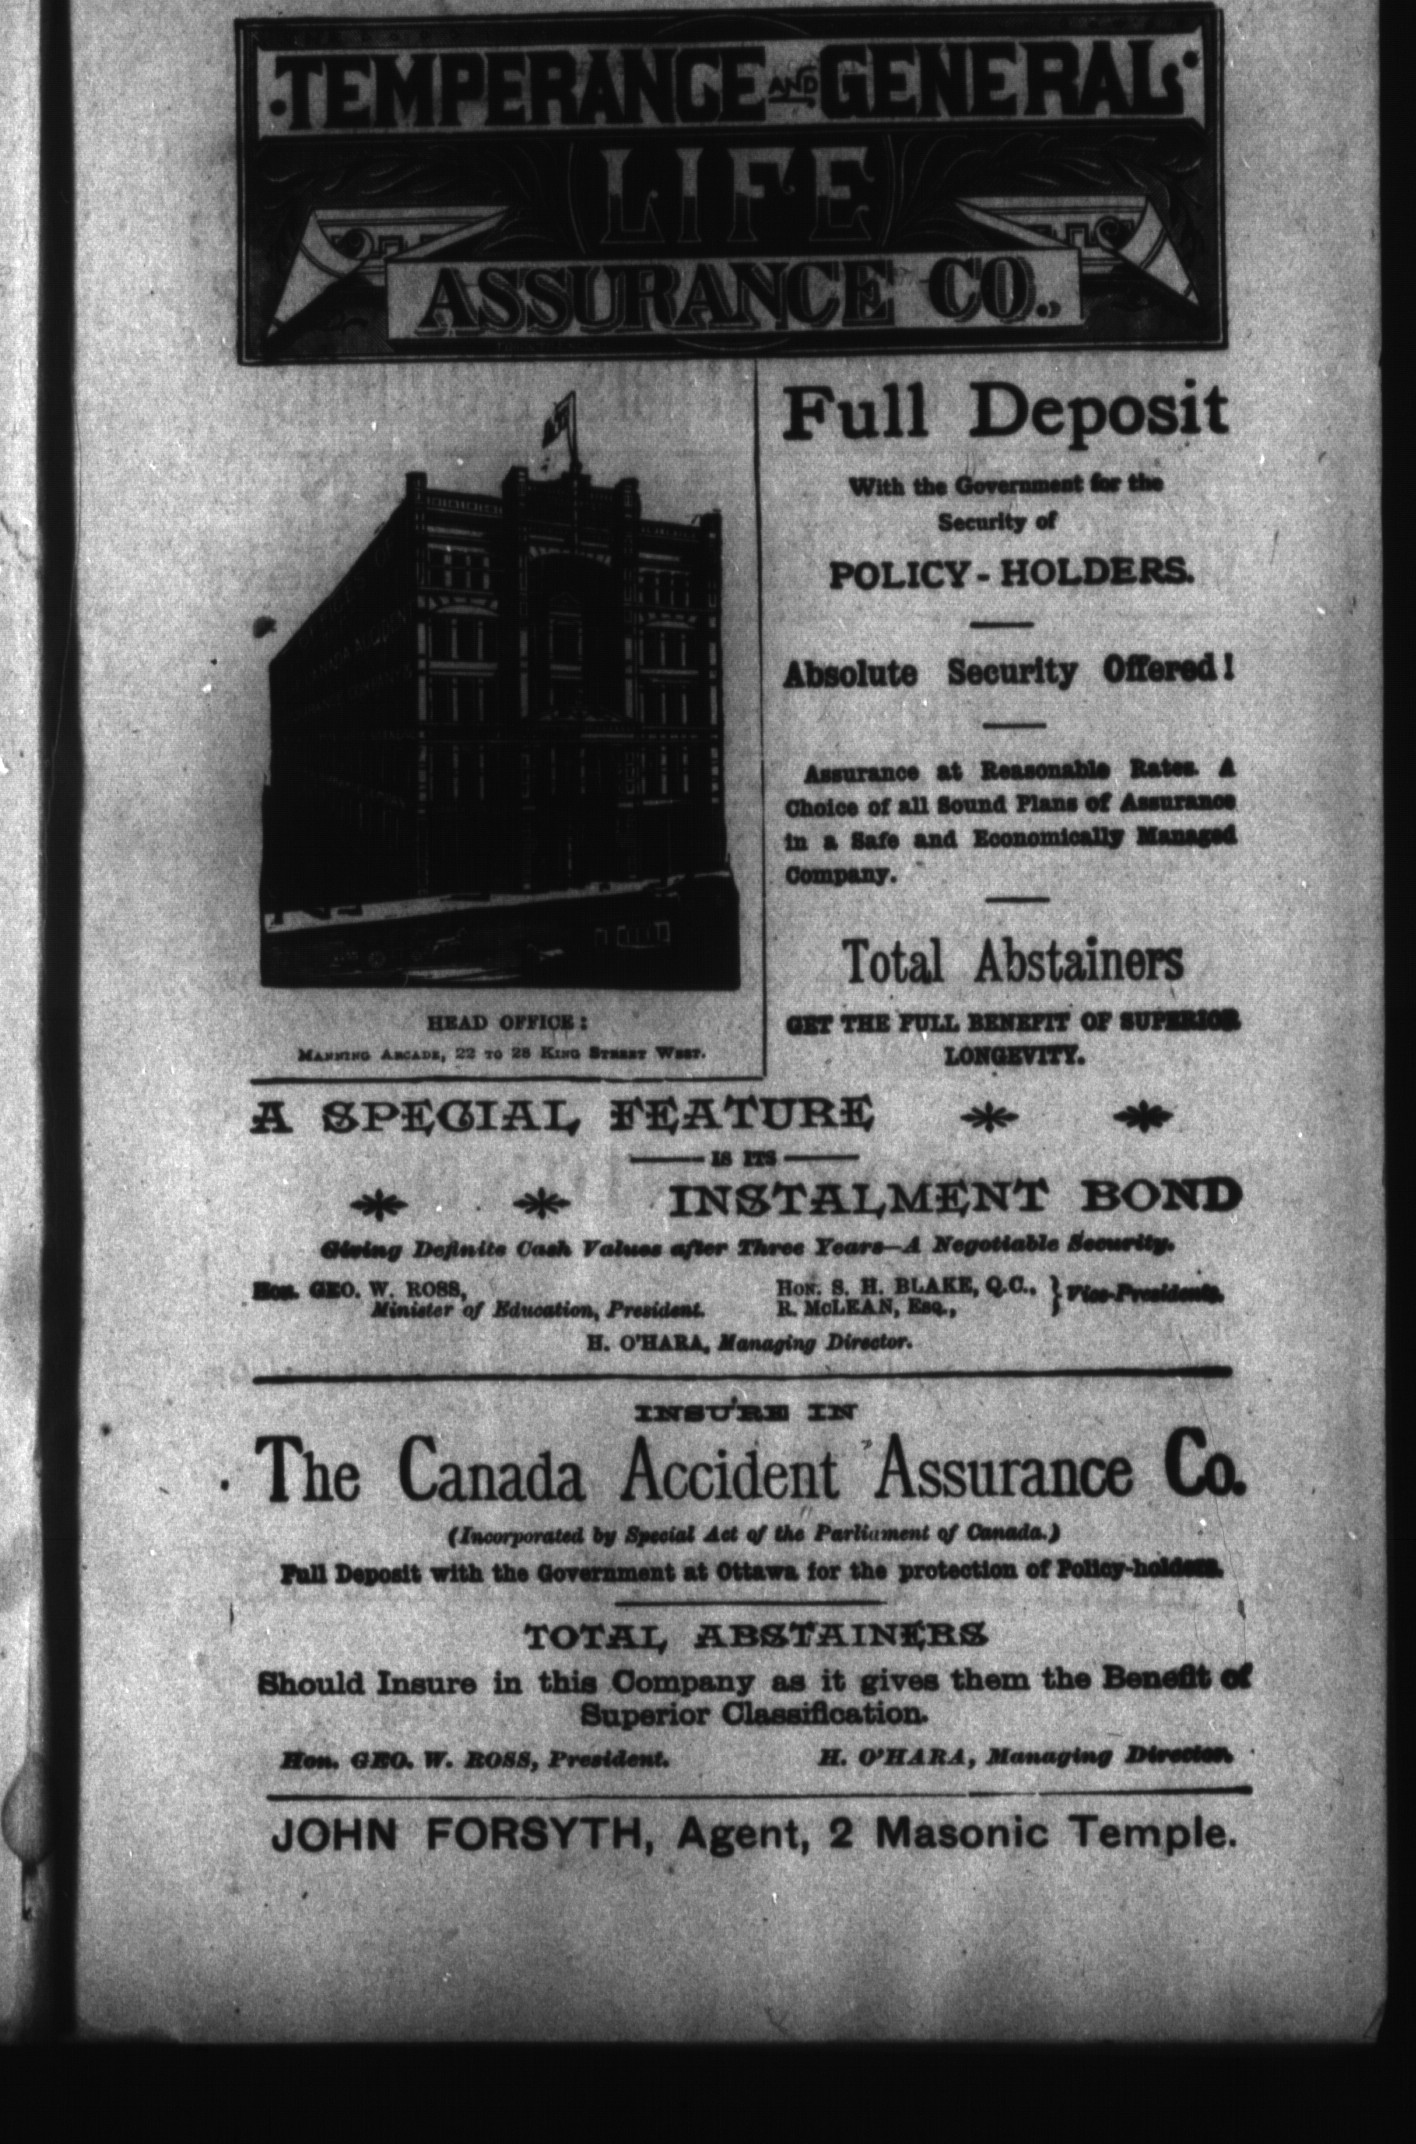 TEMPERANCE AND GENERAL
LIFE
ASSURANCE CO.,
Full Deposit
With the Government for the
Security of
POLICY-HOLDERS.
Absolute Security Offered!
Assurance at Reasonable Rates. A
Choice of all Sound Plans of Assurance
in a Safe and Economically Managed
Company.
Total Abstainers
GET THE FULL BENEFIT OF SUPERIOR
LONGEVITY.
HEAD OFFICE:
MANNING ARCADE, 22 TO 28 KING STREET WEST.
A SPECIAL FEATURE
IS ITS
INSTALMENT BOND
Giving Definite Cash Values after Three Years—A Negotiable Security.
Hon. GEO. W. ROSS,
Minister of Education, President.
HON. S. H. BLAKE, Q.C.,
R. McLEAN, Esq.,
} Vice-Presidents.
H. O'HARA, Managing Director.
INSURE IN
The Canada Accident Assurance Co.
(Incorporated by Special Act of the Parliament of Canada.)
Full Deposit with the Government at Ottawa for the protection of Policy-holders.
TOTAL ABSTAINERS
Should Insure in this Company as it gives them the Benefit of
Superior Classification.
Hon. GEO. W. ROSS, President.
H. O'HARA, Managing Director.
JOHN FORSYTH, Agent, 2 Masonic Temple.